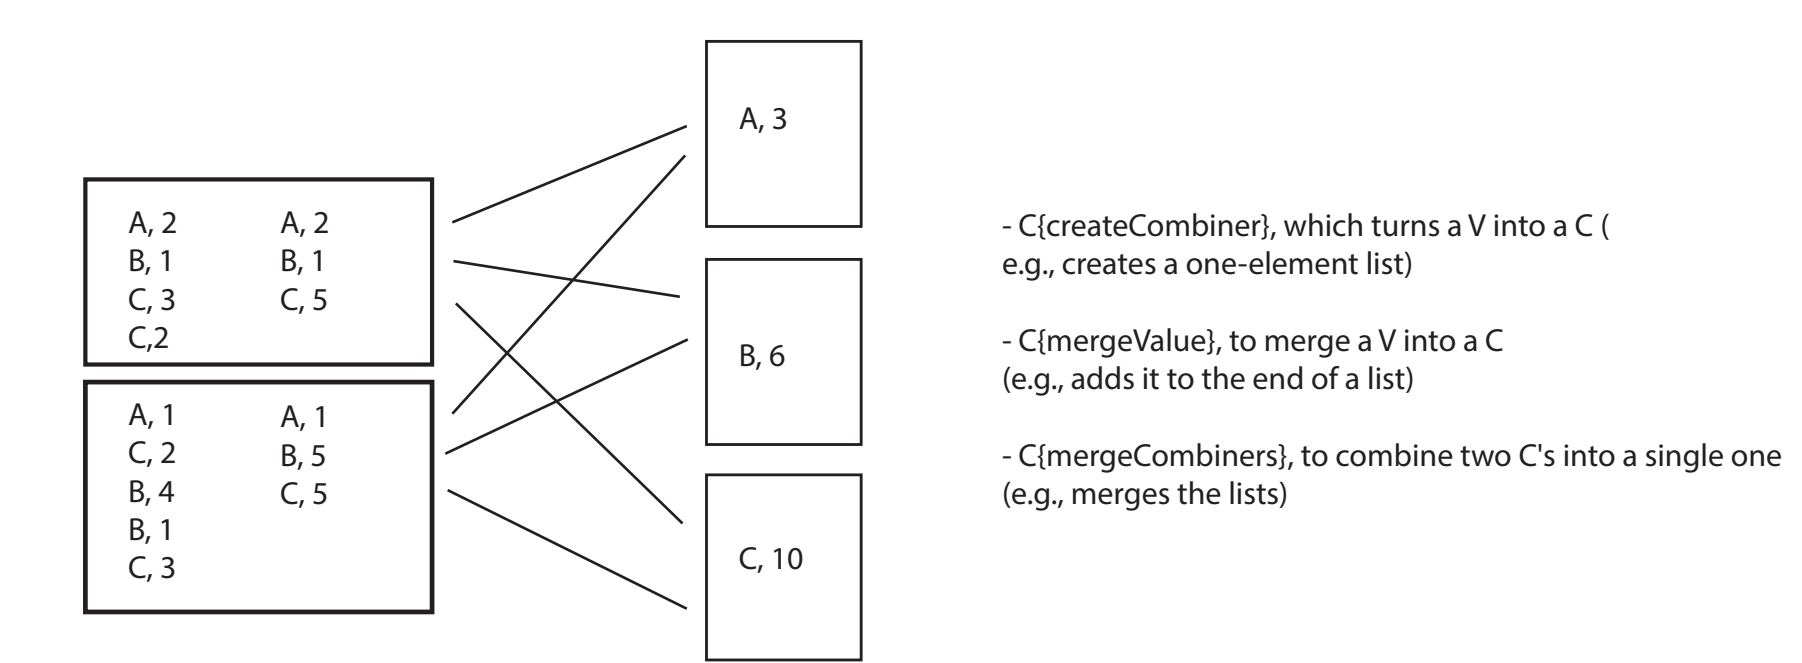 A, 2 A, 2
B, 1 B, 1
C, 3 C, 5
C,2
A, 1 A, 1
C, 2 B, 5
B, 4 C, 5
B, 1
C, 3
A, 3
B, 6
C, 10
- C{createCombiner}, which turns a V into a C (
e.g., creates a one-element list)
- C{mergeValue}, to merge a V into a C
(e.g., adds it to the end of a list)
- C{mergeCombiners}, to combine two C's into a single one
(e.g., merges the lists)